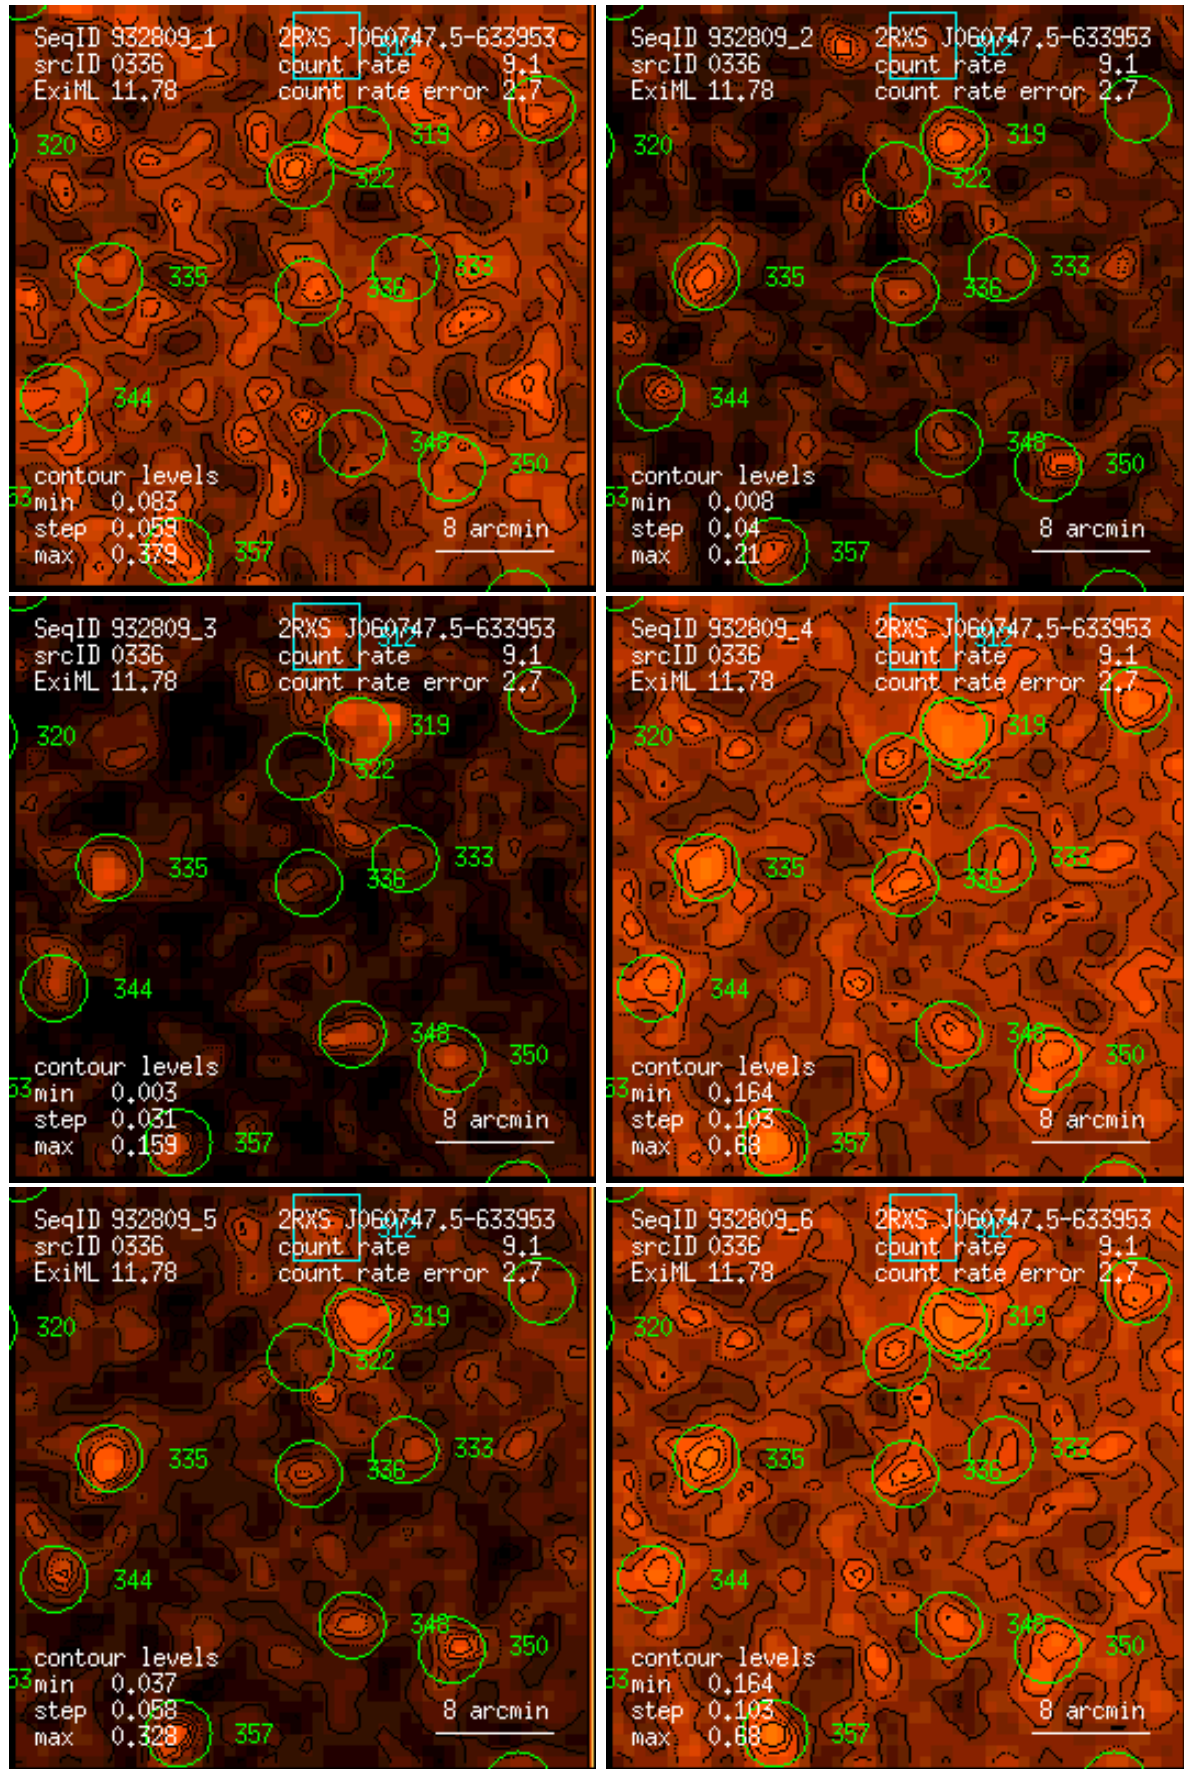 SeqID 932809_1 2RXS J060747.5-633953
srcID 0336 count rate 9.1
ExiML 11.78 count rate error 2.7
312
320
319
322
335
333
336
344
348
350
contour levels
min 0.083
step 0.059
max 0.379
53
8 arcmin
357
SeqID 932809_2 2RXS J060747.5-633953
srcID 0336 count rate 9.1
ExiML 11.78 count rate error 2.7
312
320
319
322
335
333
336
344
348
350
contour levels
min 0.008
step 0.04
max 0.21
53
8 arcmin
357
SeqID 932809_3 2RXS J060747.5-633953
srcID 0336 count rate 9.1
ExiML 11.78 count rate error 2.7
312
320
319
322
335
333
336
344
348
350
contour levels
min 0.003
step 0.031
max 0.159
53
8 arcmin
357
SeqID 932809_4 2RXS J060747.5-633953
srcID 0336 count rate 9.1
ExiML 11.78 count rate error 2.7
312
320
319
322
335
333
336
344
348
350
contour levels
min 0.164
step 0.103
max 0.68
53
8 arcmin
357
SeqID 932809_5 2RXS J060747.5-633953
srcID 0336 count rate 9.1
ExiML 11.78 count rate error 2.7
312
320
319
322
335
333
336
344
348
350
contour levels
min 0.037
step 0.058
max 0.328
53
8 arcmin
357
SeqID 932809_6 2RXS J060747.5-633953
srcID 0336 count rate 9.1
ExiML 11.78 count rate error 2.7
312
320
319
322
335
333
336
344
348
350
contour levels
min 0.164
step 0.103
max 0.68
53
8 arcmin
357